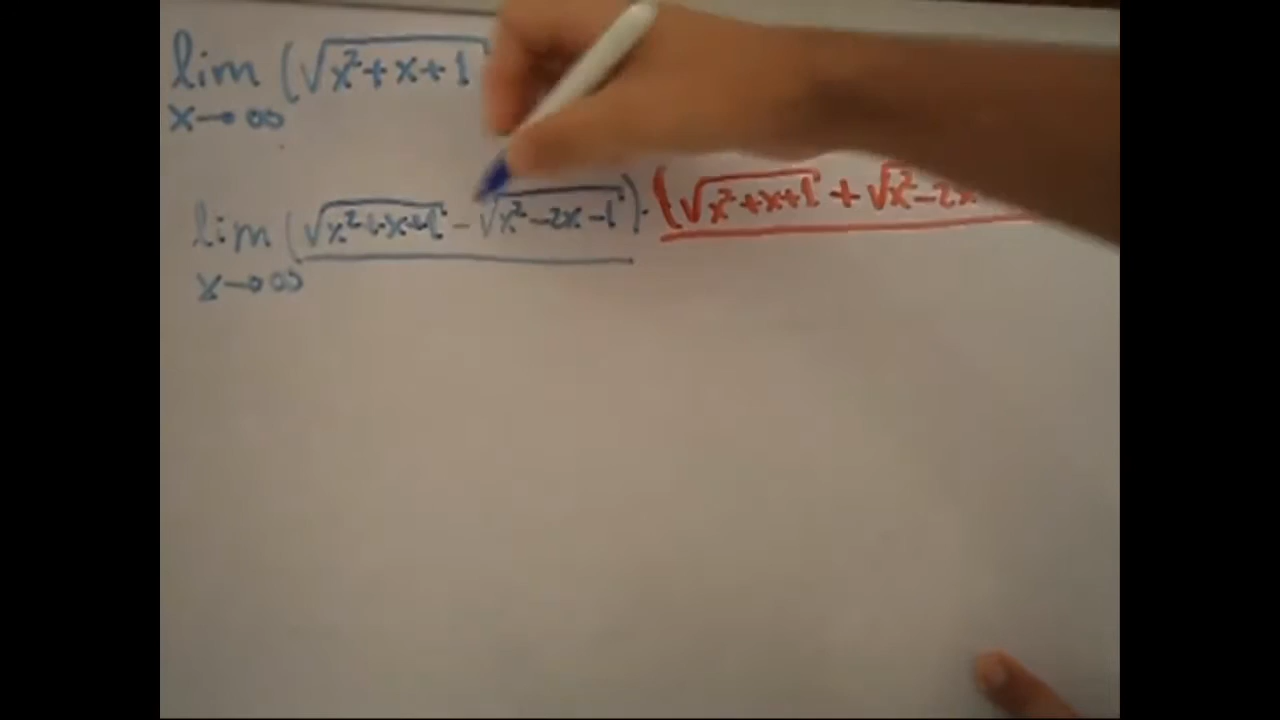 lim (√x²+x+1
x→∞
lim (√x²+x+1 - √x²-2x-1)·(√x²+x+1 + √x²-2x
x→∞